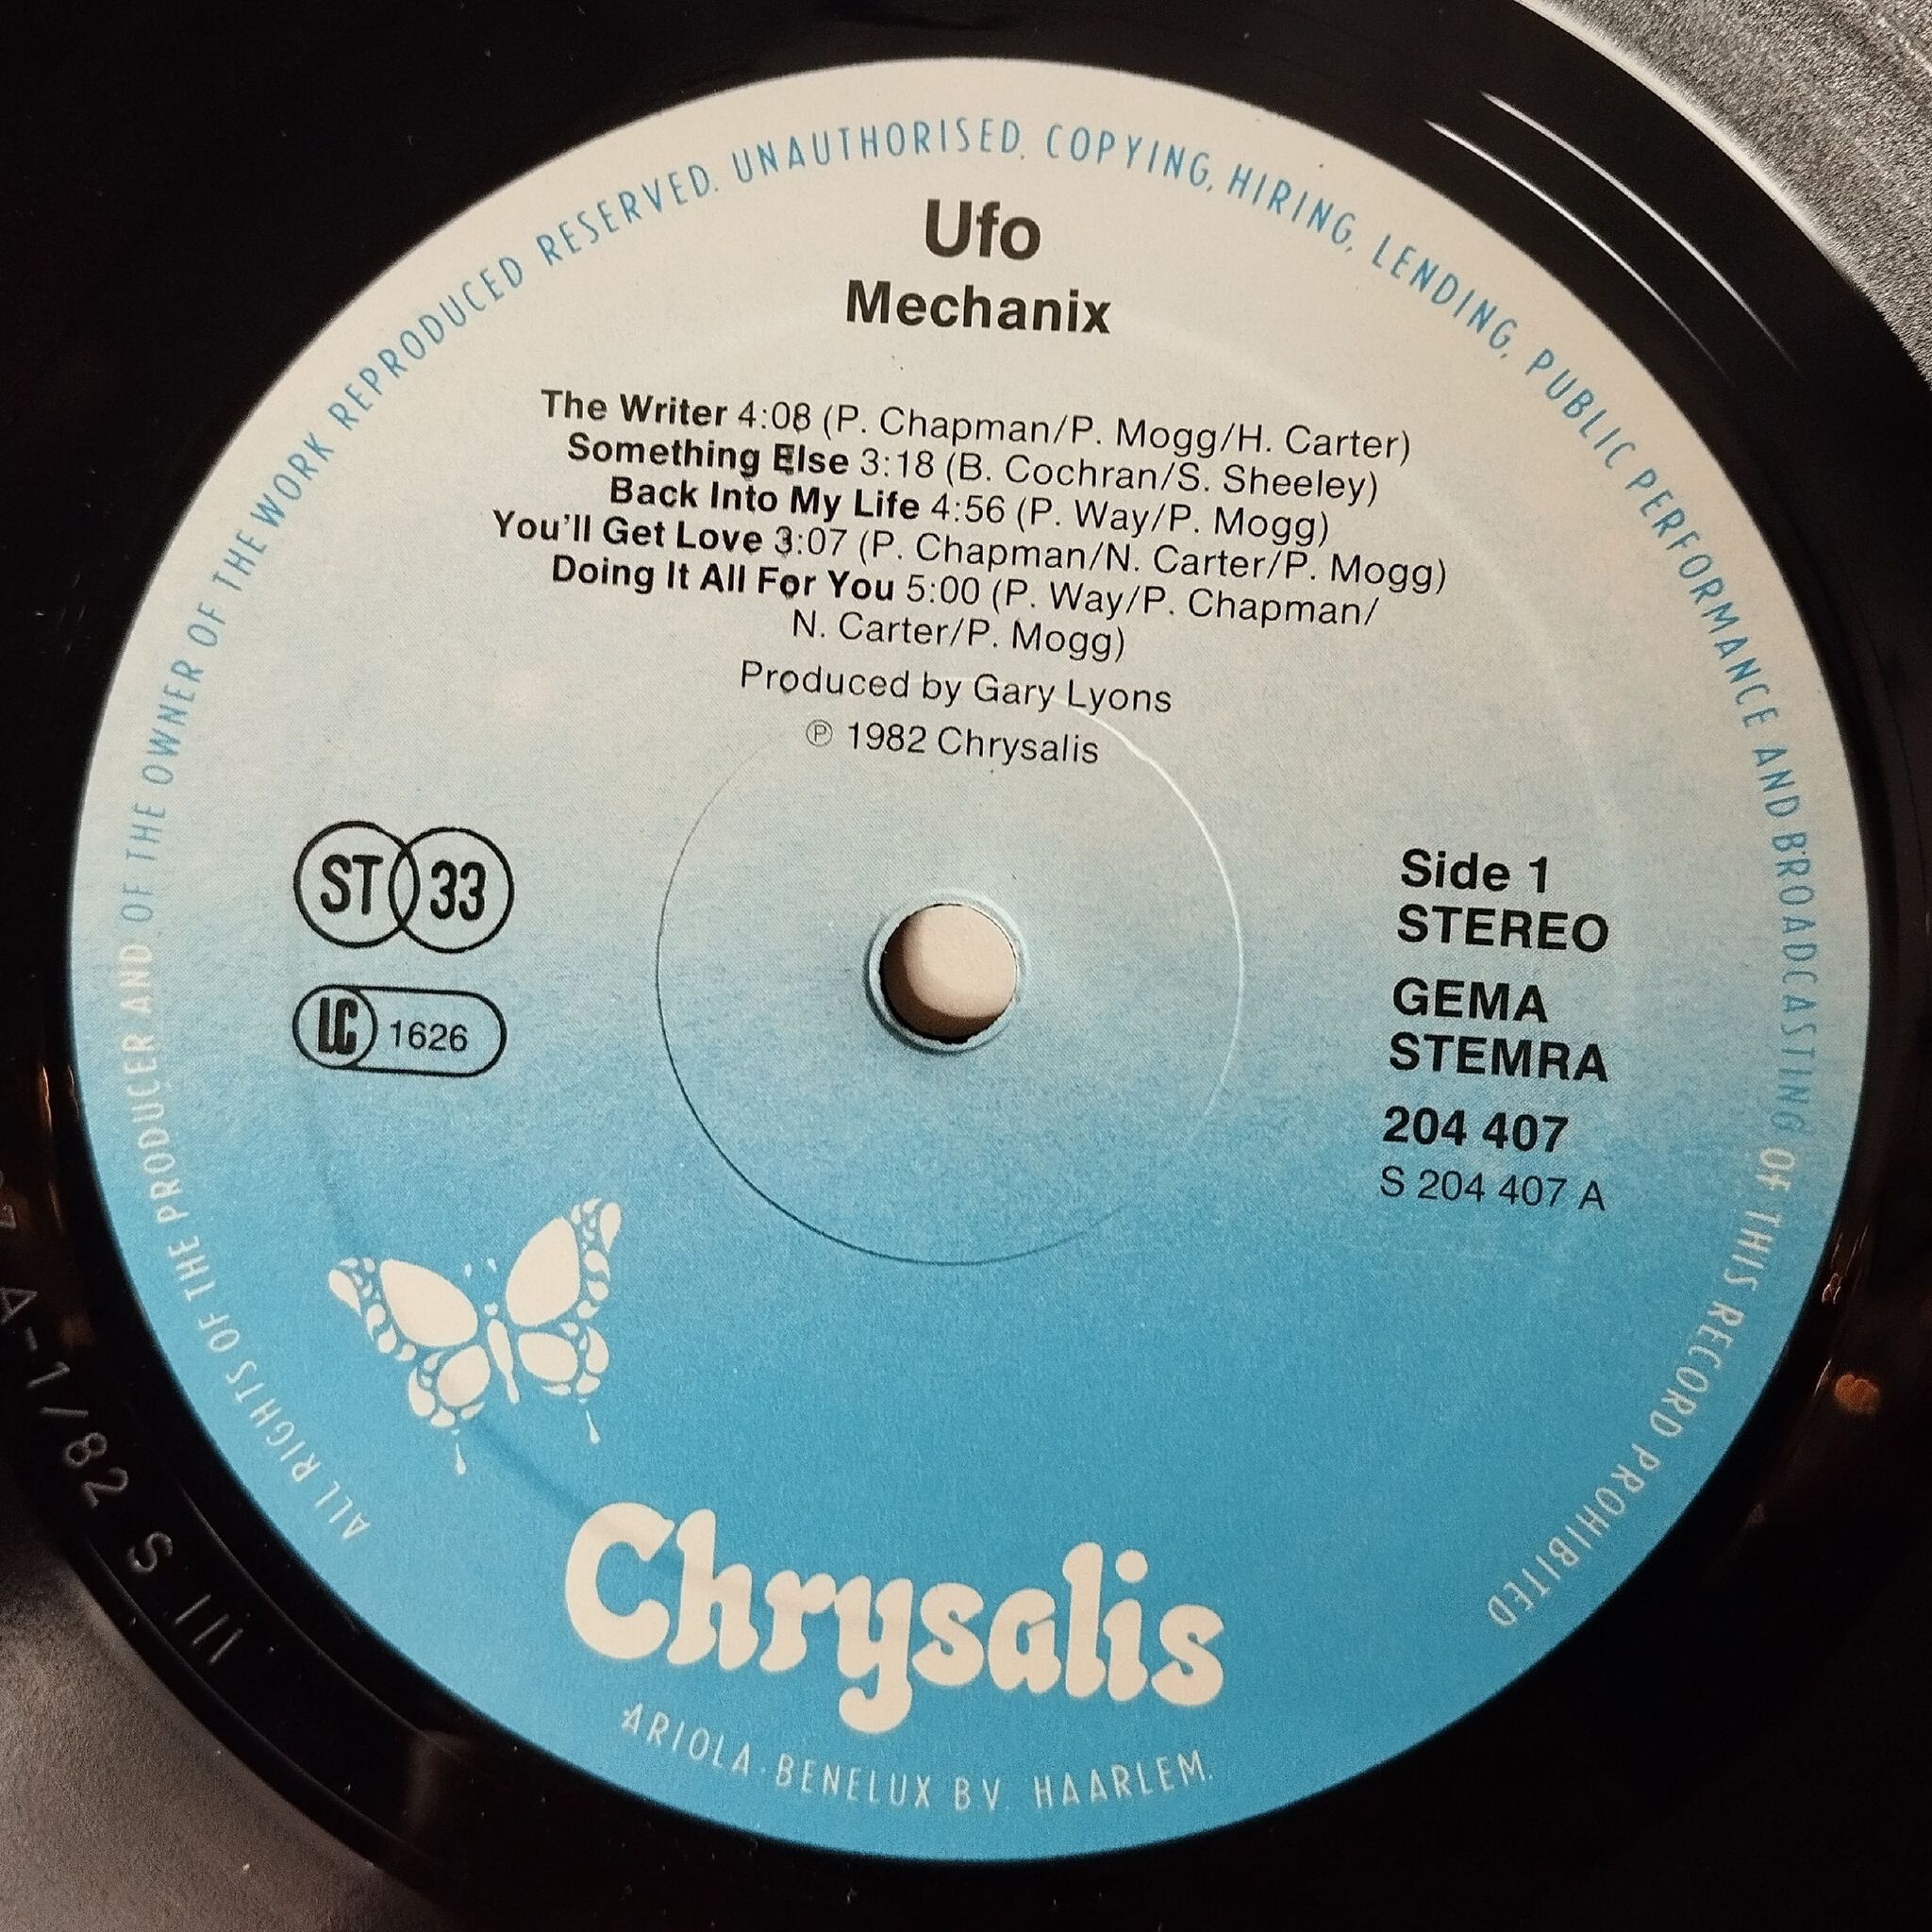 ALL RIGHTS OF THE PRODUCER AND OF THE OWNER OF THE WORK REPRODUCED RESERVED. UNAUTHORISED. COPYING, HIRING, LENDING, PUBLIC PERFORMANCE AND BROADCASTING OF THIS RECORD PROHIBITED
Ufo
Mechanix
The Writer 4:08 (P. Chapman/P. Mogg/H. Carter)
Something Else 3:18 (B. Cochran/S. Sheeley)
Back Into My Life 4:56 (P. Way/P. Mogg)
You'll Get Love 3:07 (P. Chapman/N. Carter/P. Mogg)
Doing It All For You 5:00 (P. Way/P. Chapman/
N. Carter/P. Mogg)
Produced by Gary Lyons
℗ 1982 Chrysalis
ST 33
LC 1626
Side 1
STEREO
GEMA
STEMRA
204 407
S 204 407 A
Chrysalis
ARIOLA-BENELUX BV. HAARLEM.
A-1/82 S III